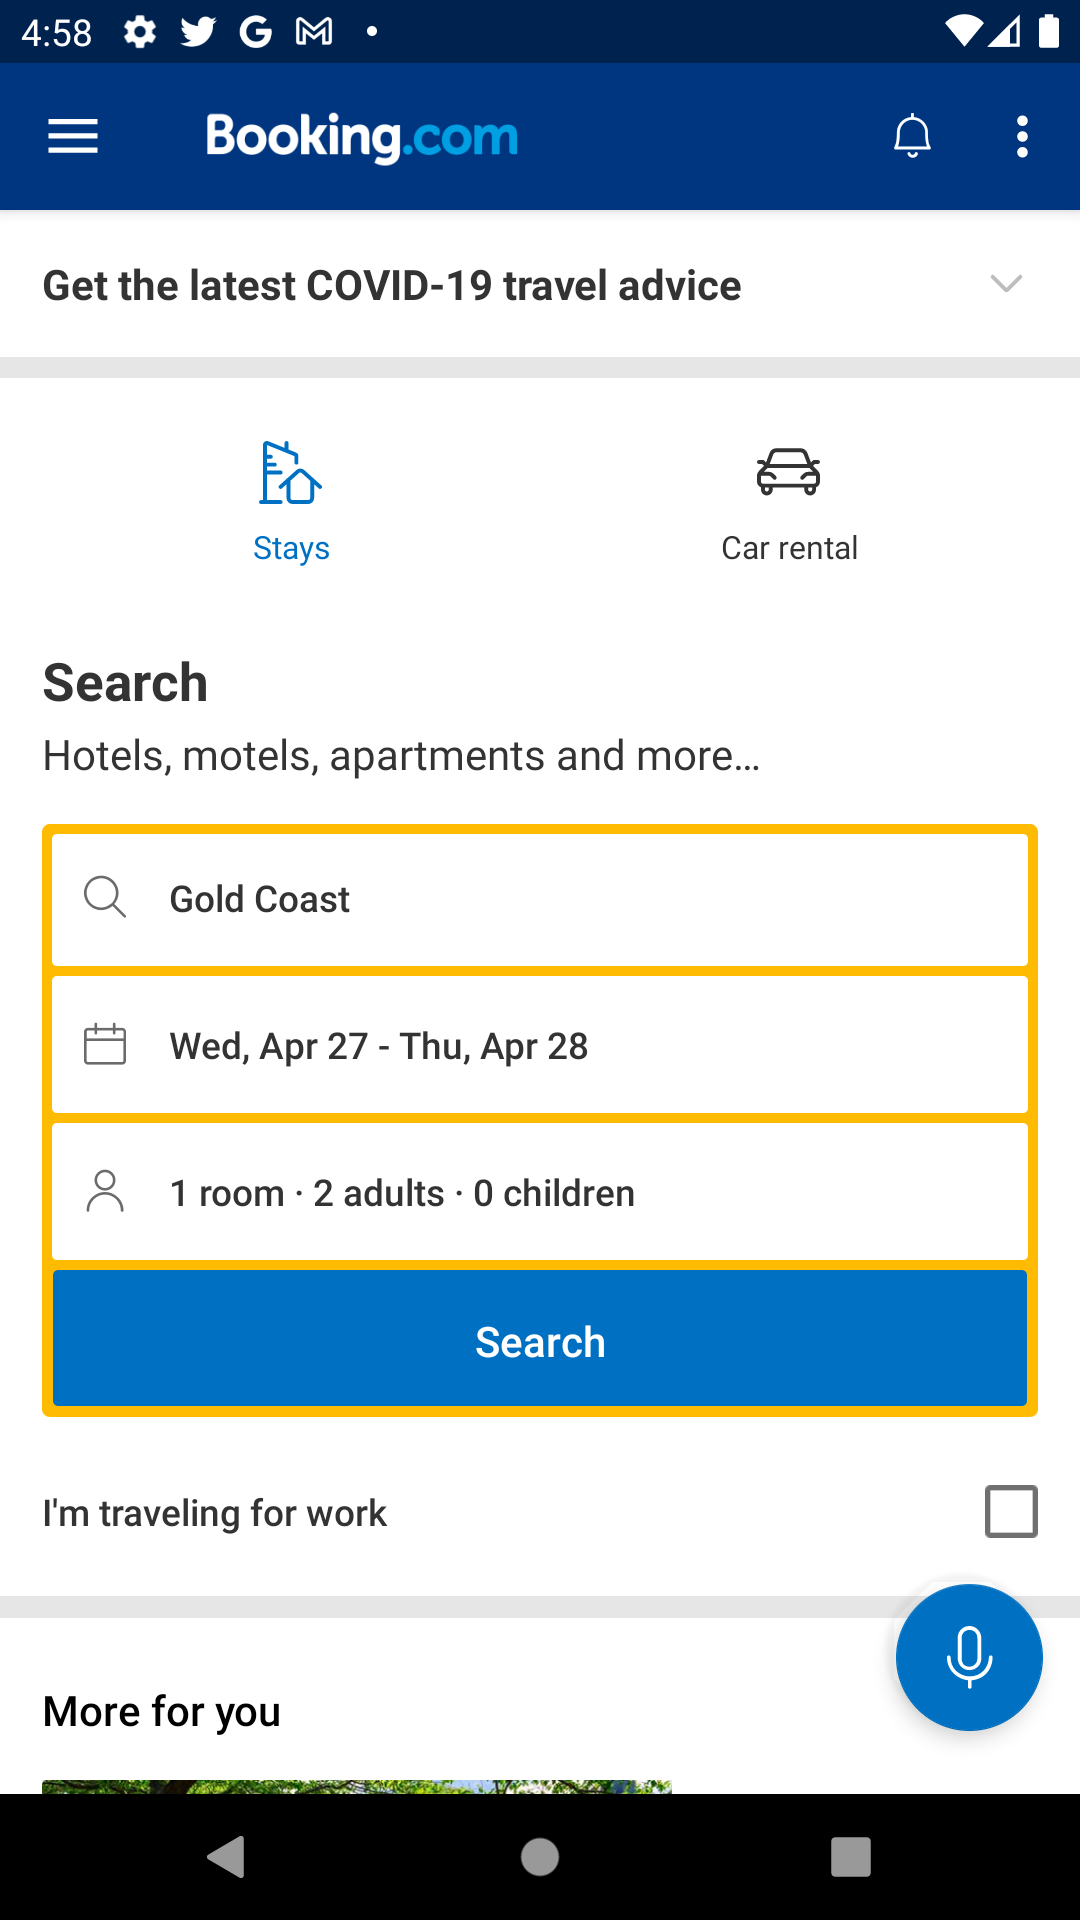 4:58
Booking.com
Get the latest COVID-19 travel advice
Stays
Car rental
Search
Hotels, motels, apartments and more…
Gold Coast
Wed, Apr 27 - Thu, Apr 28
1 room · 2 adults · 0 children
Search
I'm traveling for work
More for you